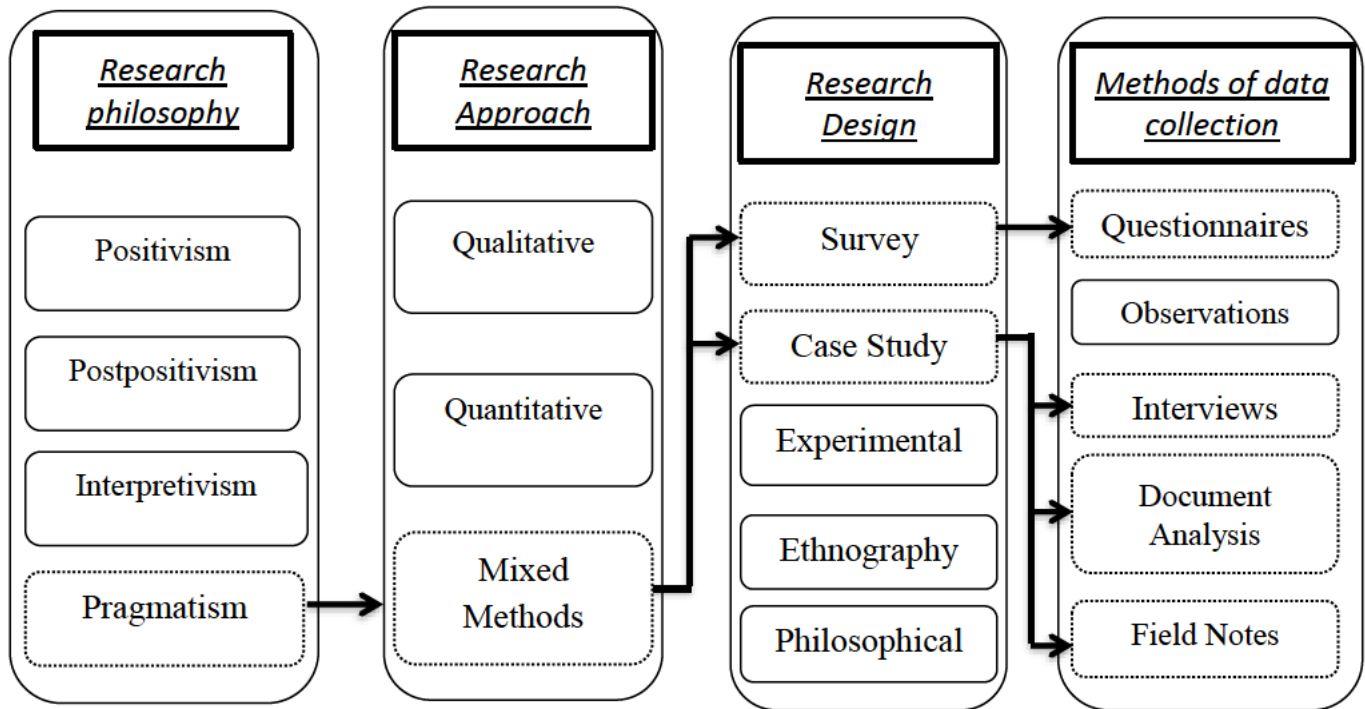 Research
philosophy
Positivism
Postpositivism
Interpretivism
Pragmatism
Research
Approach
Qualitative
Quantitative
Mixed
Methods
Research
Design
Survey
Case Study
Experimental
Ethnography
Philosophical
Methods of data
collection
Questionnaires
Observations
Interviews
Document
Analysis
Field Notes